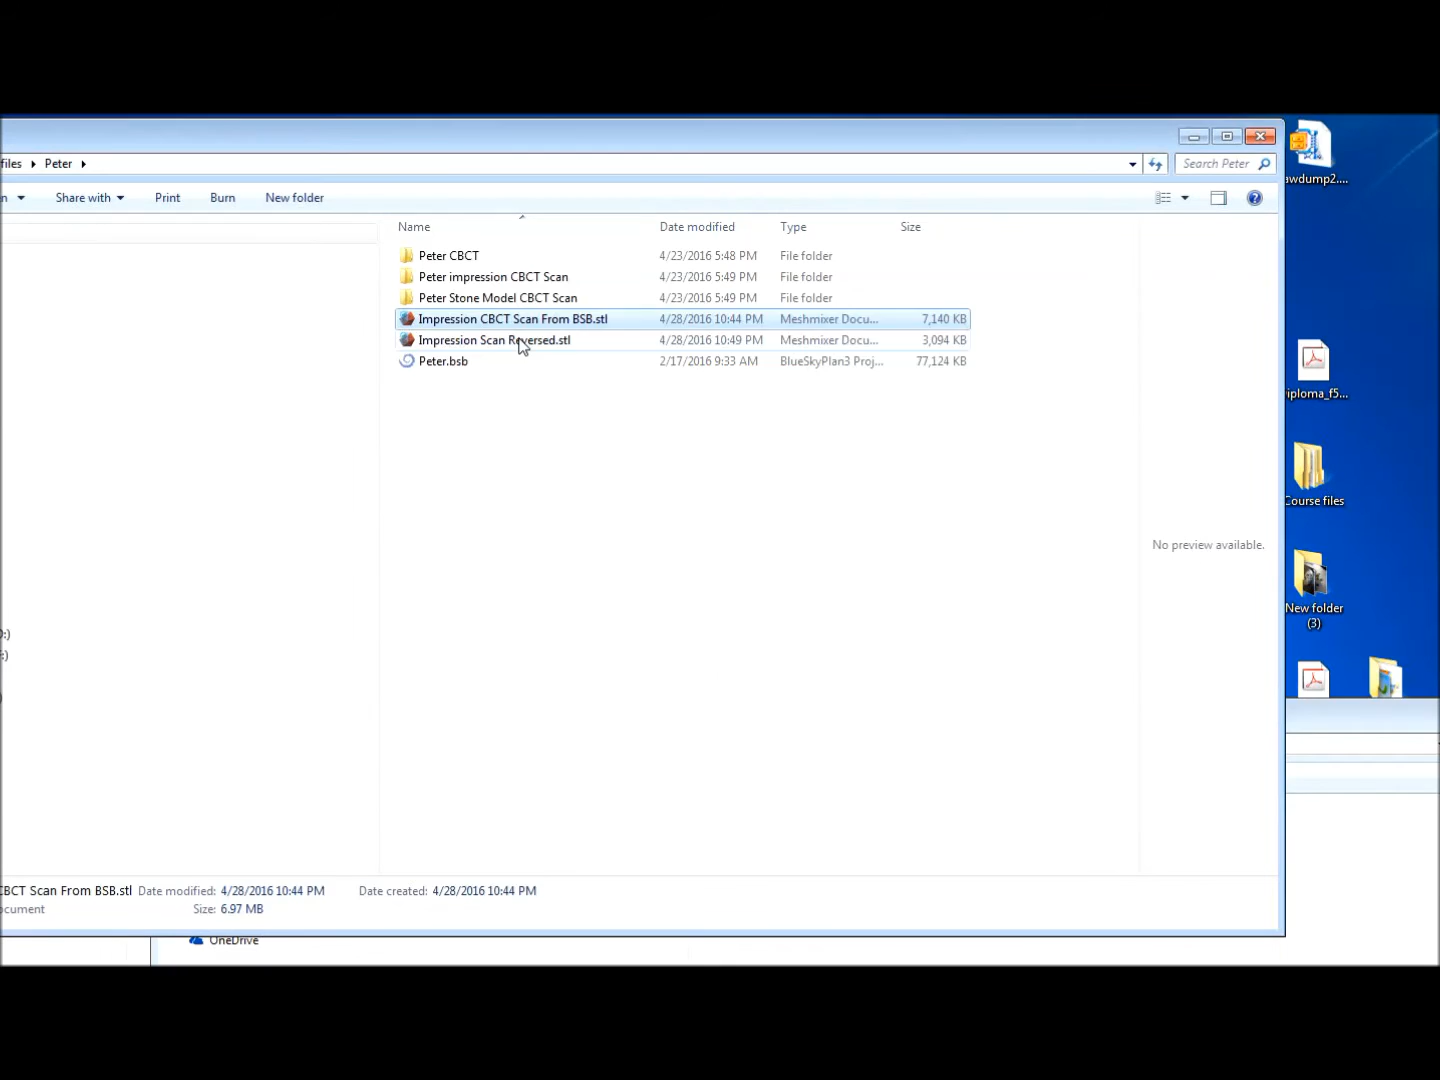 awdump2....
files Peter
Search Peter
n Share with Print Burn New folder
Name Date modified Type Size
Peter CBCT 4/23/2016 5:48 PM File folder
Peter impression CBCT Scan 4/23/2016 5:49 PM File folder
Peter Stone Model CBCT Scan 4/23/2016 5:49 PM File folder
Impression CBCT Scan From BSB.stl 4/28/2016 10:44 PM Meshmixer Docu... 7,140 KB
Impression Scan Reversed.stl 4/28/2016 10:49 PM Meshmixer Docu... 3,094 KB
Peter.bsb 2/17/2016 9:33 AM BlueSkyPlan3 Proj... 77,124 KB
iploma_f5...
Course files
No preview available.
New folder
(3)
D:)
:)
)
CBCT Scan From BSB.stl Date modified: 4/28/2016 10:44 PM Date created: 4/28/2016 10:44 PM
ocument Size: 6.97 MB
OneDrive